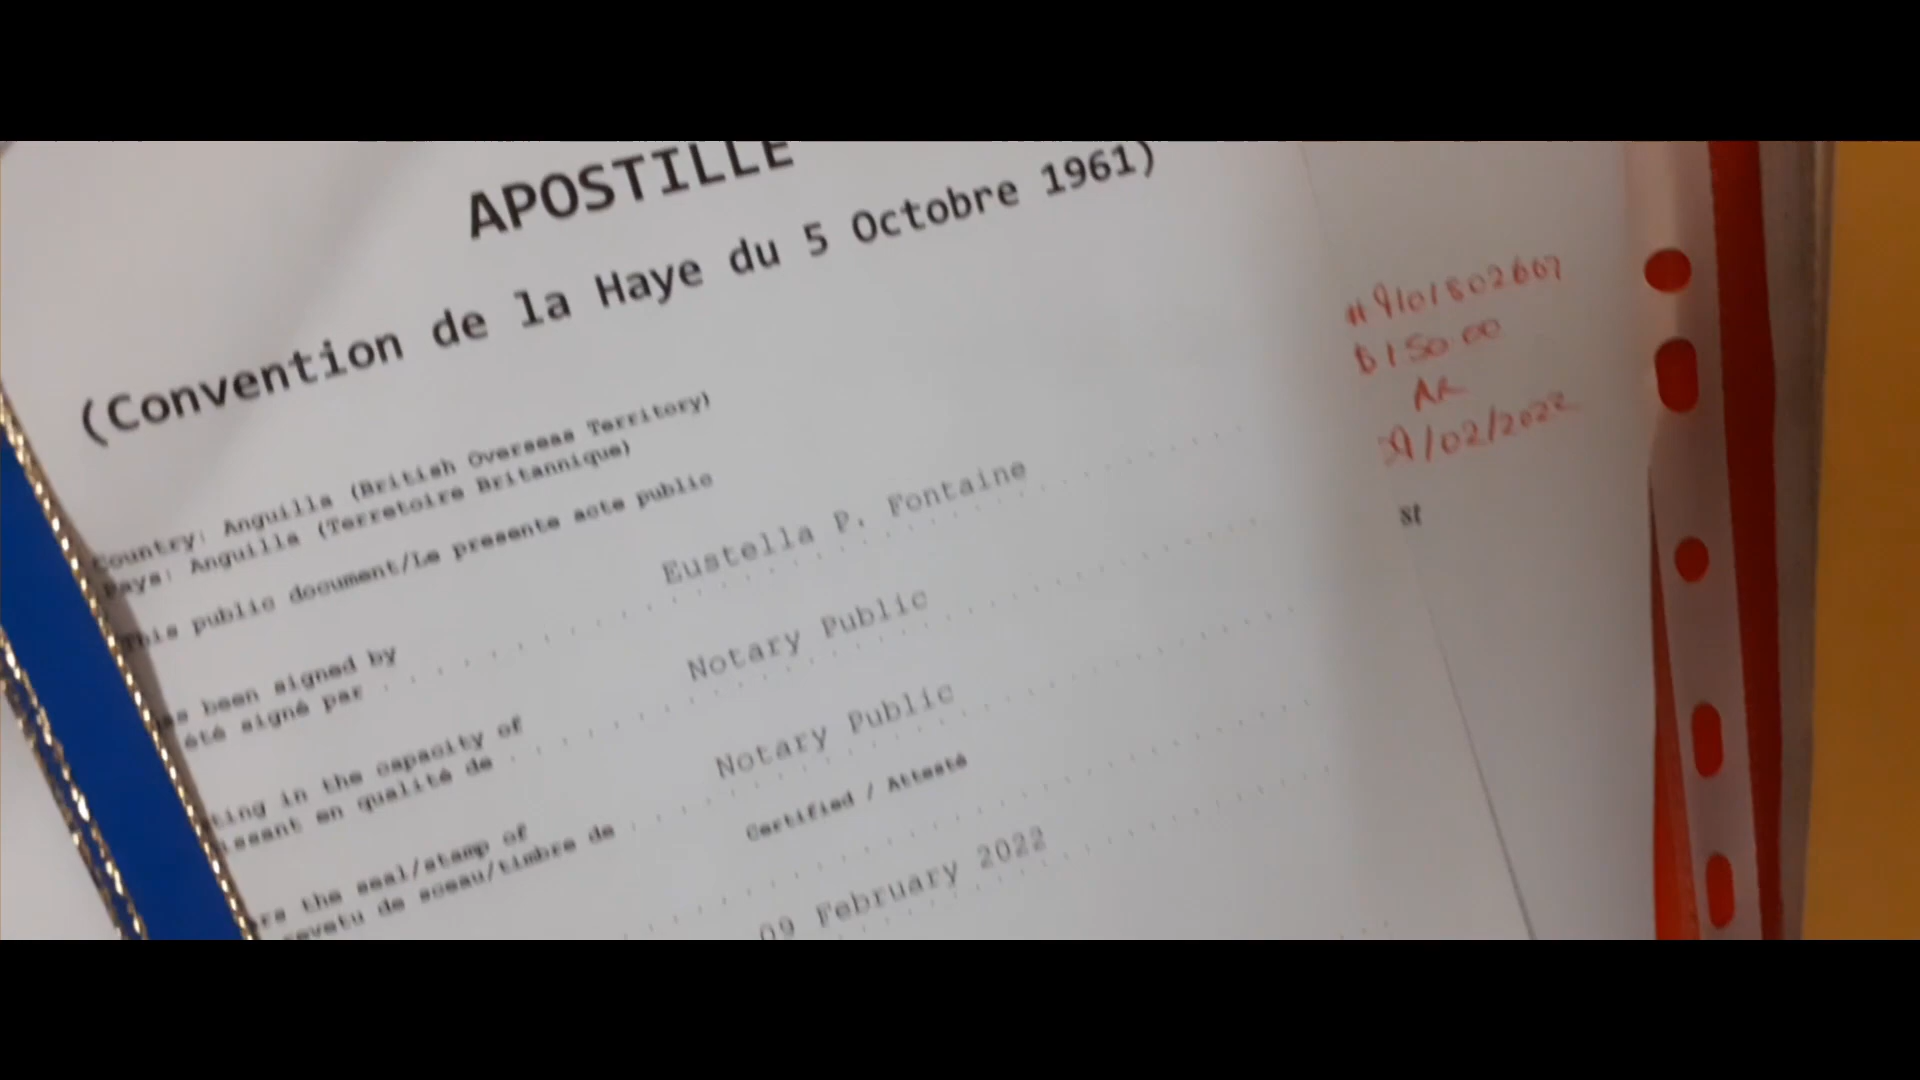 APOSTILLE
(Convention de la Haye du 5 Octobre 1961)
Country: Anguilla (British Overseas Territory)
Pays: Anguilla (Terretoire Britannique)
This public document/Le presente acte public
been signed by
été signé par
Eustella P. Fontaine
in the capacity of
en qualité de
Notary Public
the seal/stamp of
de sceau/timbre de
Notary Public
Certified / Attesté
09 February 2022
$150.00
AR
/02/2022
st